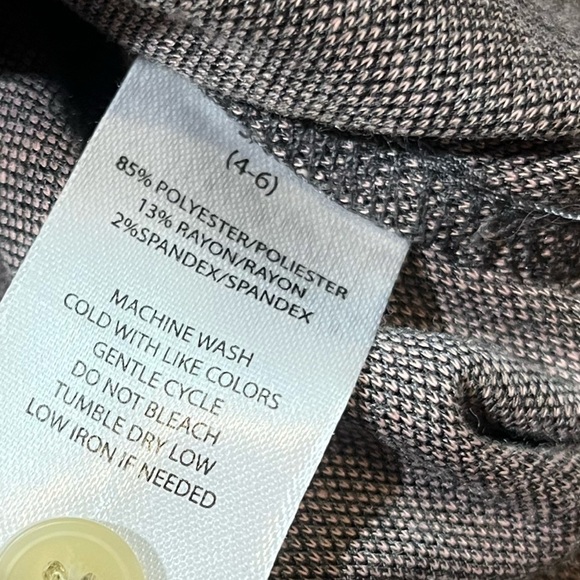 (4-6)
85% POLYESTER/POLIESTER
13% RAYON/RAYON
2%SPANDEX/SPANDEX
MACHINE WASH
COLD WITH LIKE COLORS
GENTLE CYCLE
DO NOT BLEACH
TUMBLE DRY LOW
LOW IRON IF NEEDED